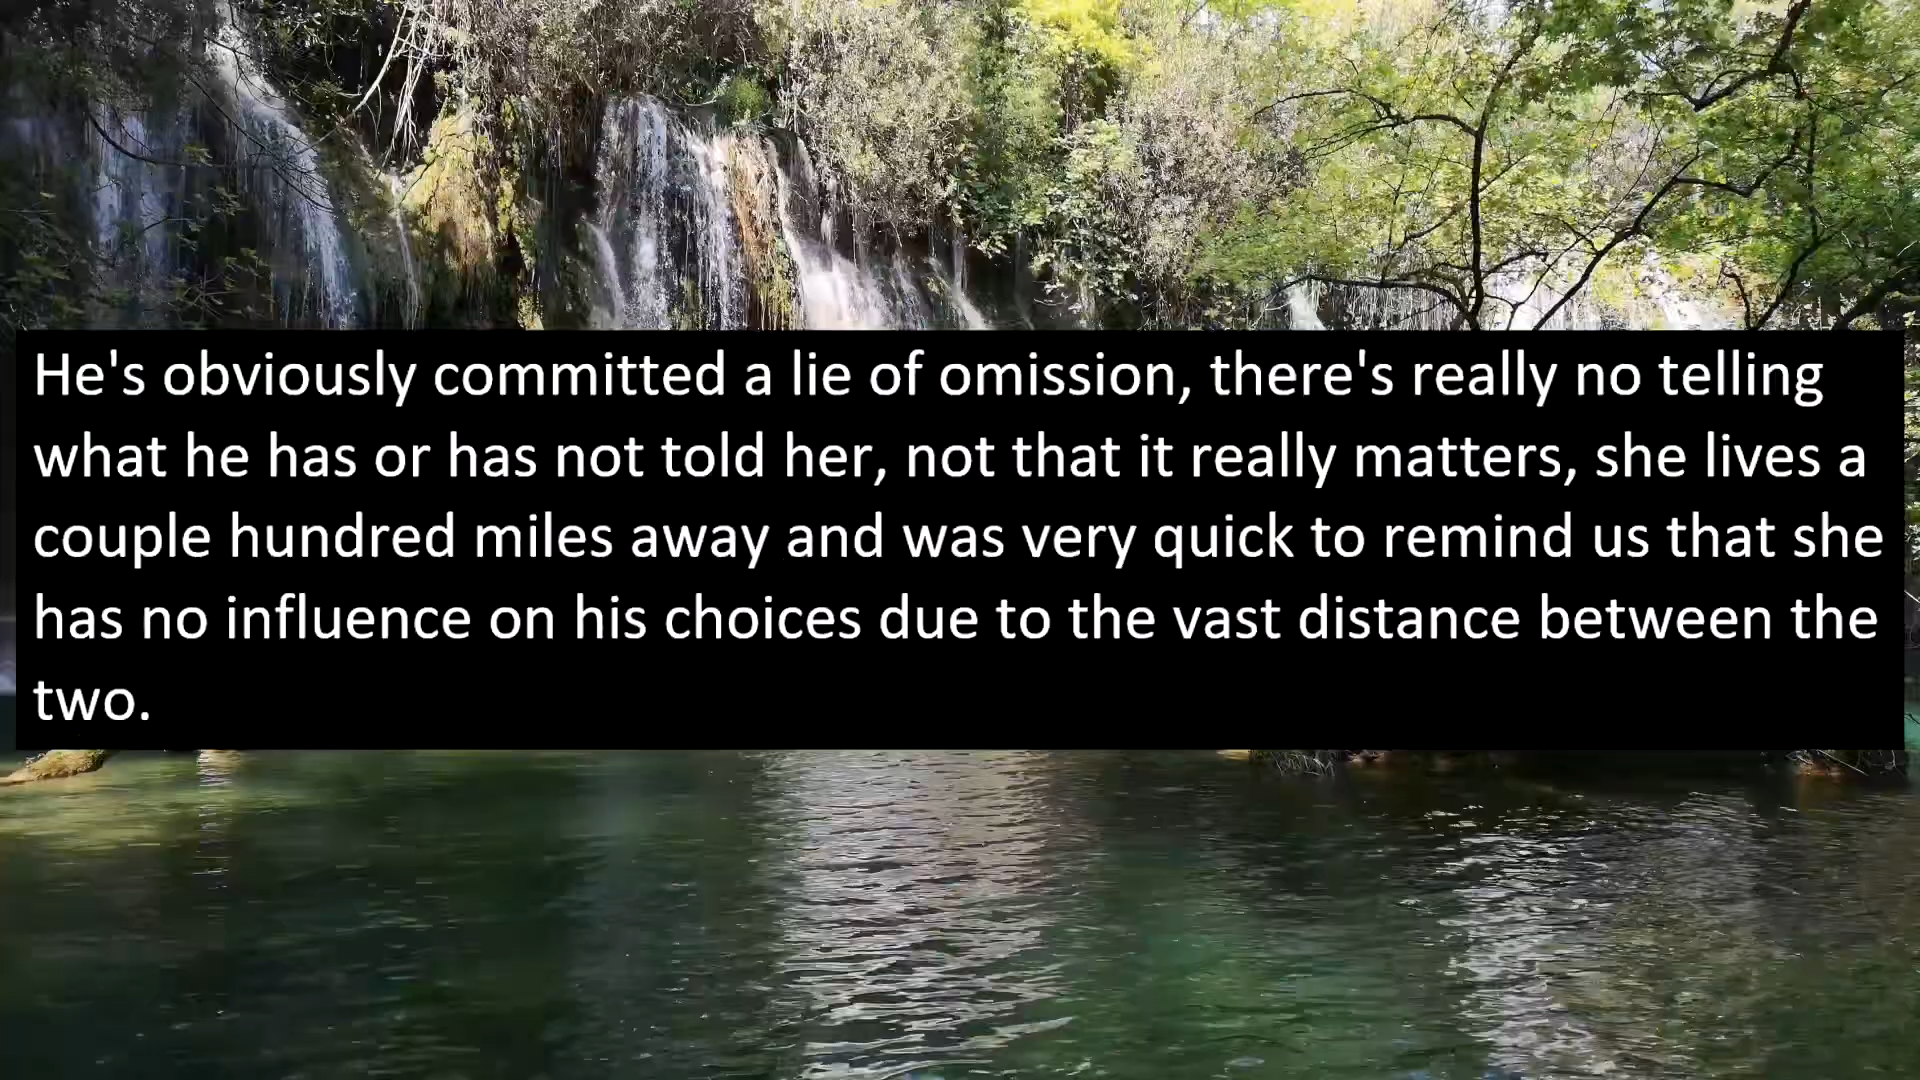 He's obviously committed a lie of omission, there's really no telling
what he has or has not told her, not that it really matters, she lives a
couple hundred miles away and was very quick to remind us that she
has no influence on his choices due to the vast distance between the
two.